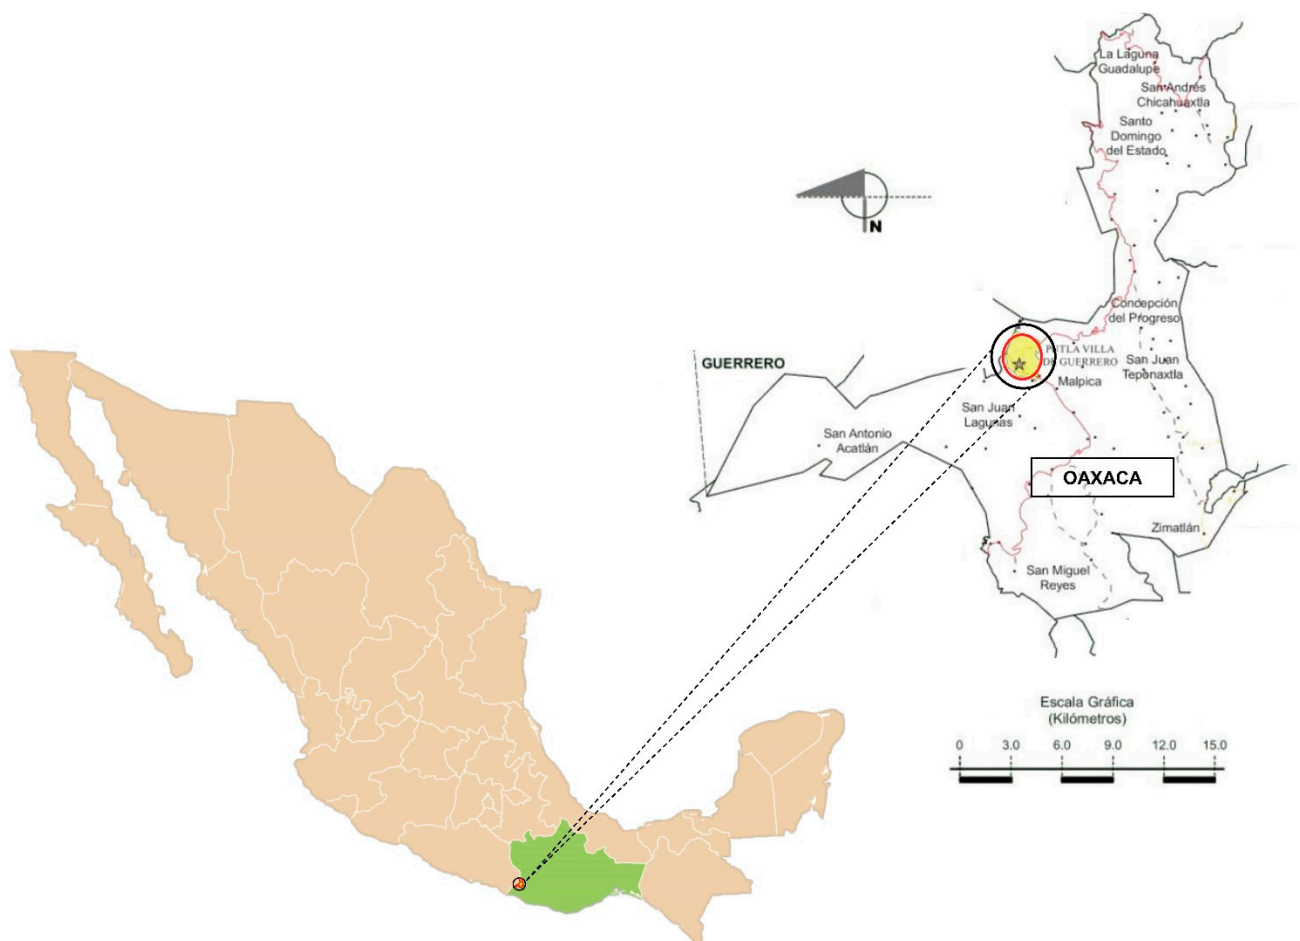 La Laguna
Guadalupe
San Andrés
Chicahuaxtla
Santo
Domingo
del Estado
N
Concepción
del Progreso
PUTLA VILLA
DE GUERRERO
GUERRERO
San Juan
Teponaxtla
Malpica
San Juan
Lagunas
San Antonio
Acatlán
OAXACA
Zimatlán
San Miguel
Reyes
Escala Gráfica
(Kilómetros)
0 3.0 6.0 9.0 12.0 15.0